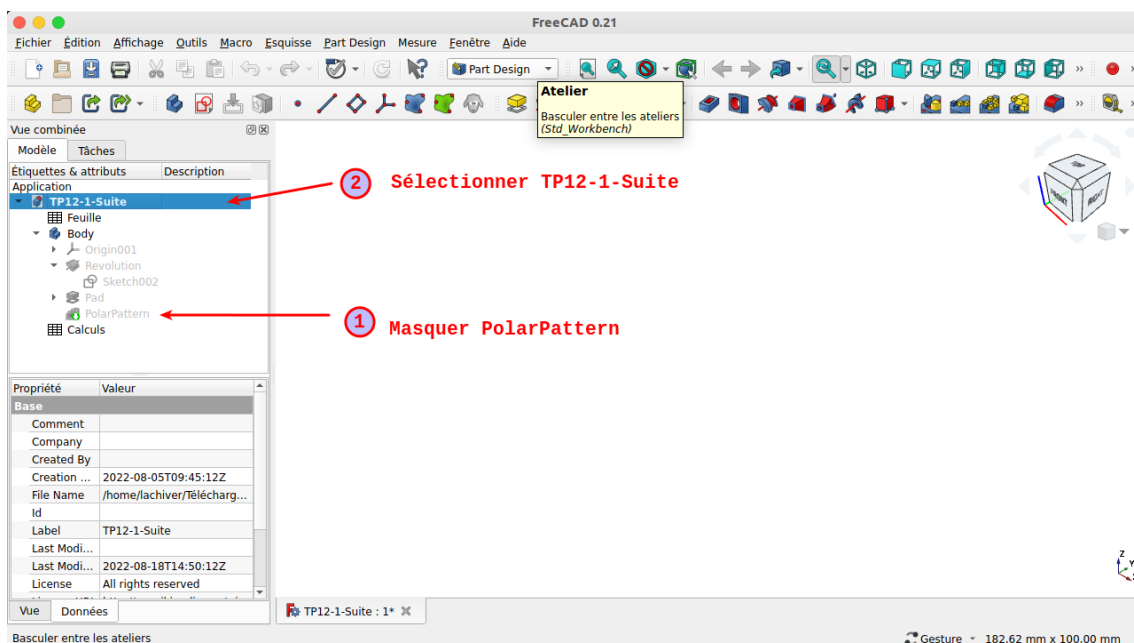 FreeCAD 0.21
Fichier Édition Affichage Outils Macro Esquisse Part Design Mesure Fenêtre Aide
Part Design
Atelier
Basculer entre les ateliers
(Std_Workbench)
Vue combinée
Modèle Tâches
Étiquettes & attributs Description
Application
TP12-1-Suite
Feuille
Body
Origin001
Revolution
Sketch002
Pad
PolarPattern
Calculs
2 Sélectionner TP12-1-Suite
1 Masquer PolarPattern
FRONT RIGHT
Propriété Valeur
Base
Comment
Company
Created By
Creation ... 2022-08-05T09:45:12Z
File Name /home/lachiver/Télécharg...
Id
Label TP12-1-Suite
Last Modi...
Last Modi... 2022-08-18T14:50:12Z
License All rights reserved
Vue Données
TP12-1-Suite : 1*
Z
Y
Basculer entre les ateliers
Gesture 182.62 mm x 100.00 mm